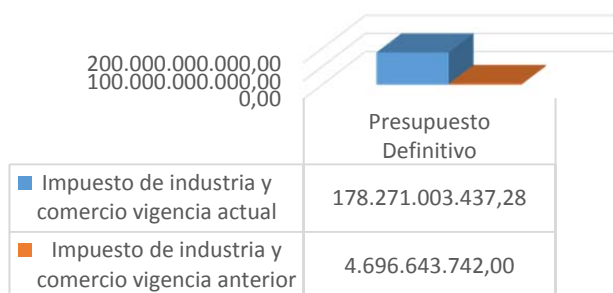 200.000.000.000,00
100.000.000.000,00
0,00
Presupuesto
Definitivo
Impuesto de industria y
comercio vigencia actual
178.271.003.437,28
Impuesto de industria y
comercio vigencia anterior
4.696.643.742,00